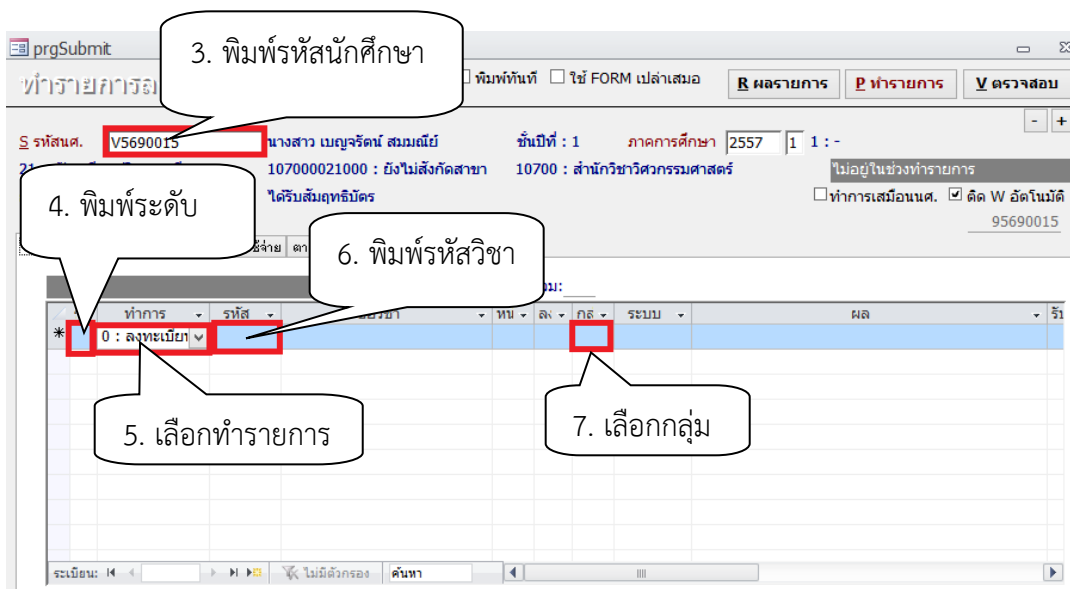 prgSubmit
3. พิมพ์รหัสนักศึกษา
ทำรายการล
พิมพ์ทันที ใช้ FORM เปล่าเสมอ R ผลรายการ P ทำรายการ V ตรวจสอบ
- +
S รหัสนศ. V5690015 นางสาว เบญจรัตน์ สมมณีย์ ชั้นปีที่ : 1 ภาคการศึกษา 2557 1 1 : -
107000021000 : ยังไม่สังกัดสาขา 10700 : สำนักวิชาวิศวกรรมศาสตร์ ไม่อยู่ในช่วงทำรายการ
4. พิมพ์ระดับ
ได้รับสัมฤทธิบัตร ทำการเสมือนนศ. ติด W อัตโนมัติ
95690015
6. พิมพ์รหัสวิชา
ทำการ รหัส หน ลง กลุ ระบบ ผล
* 0 : ลงทะเบียน
5. เลือกทำรายการ
7. เลือกกลุ่ม
ระเบียน: ไม่มีตัวกรอง ค้นหา